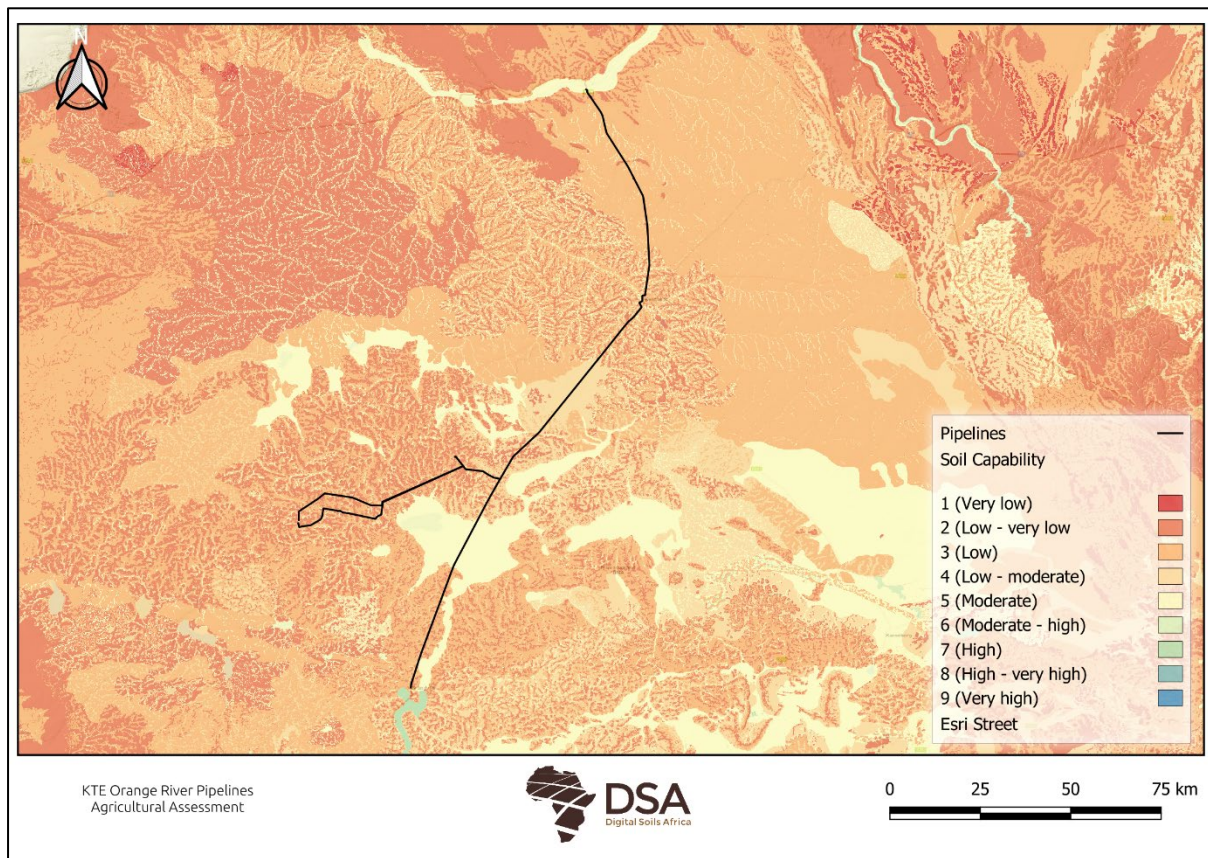 N
Pipelines
Soil Capability
1 (Very low)
2 (Low - very low
3 (Low)
4 (Low - moderate)
5 (Moderate)
6 (Moderate - high)
7 (High)
8 (High - very high)
9 (Very high)
Esri Street
KTE Orange River Pipelines
Agricultural Assessment
DSA
Digital Soils Africa
0 25 50 75 km